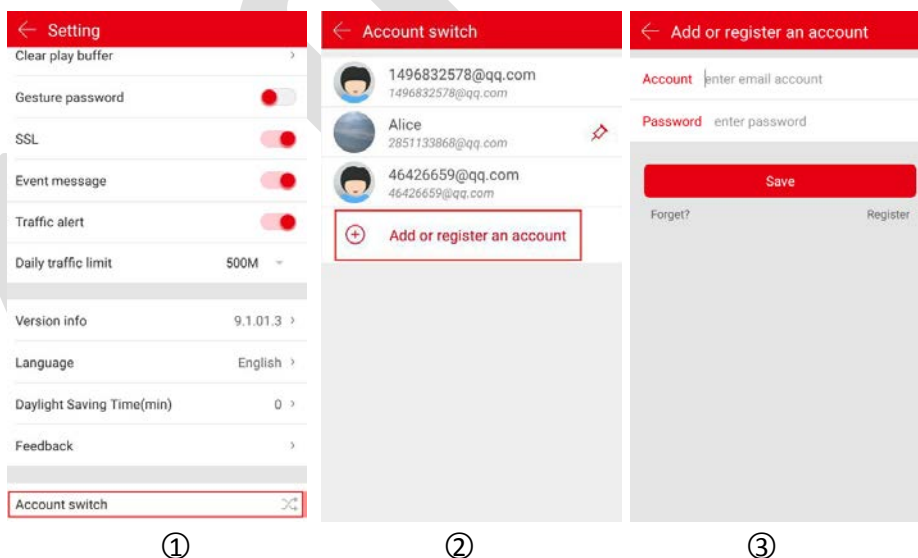 Setting
Clear play buffer
Gesture password
SSL
Event message
Traffic alert
Daily traffic limit 500M
Version info 9.1.01.3
Language English
Daylight Saving Time(min) 0
Feedback
Account switch
①
Account switch
1496832578@qq.com
1496832578@qq.com
Alice
2851133868@qq.com
46426659@qq.com
46426659@qq.com
Add or register an account
②
Add or register an account
Account enter email account
Password enter password
Save
Forget? Register
③